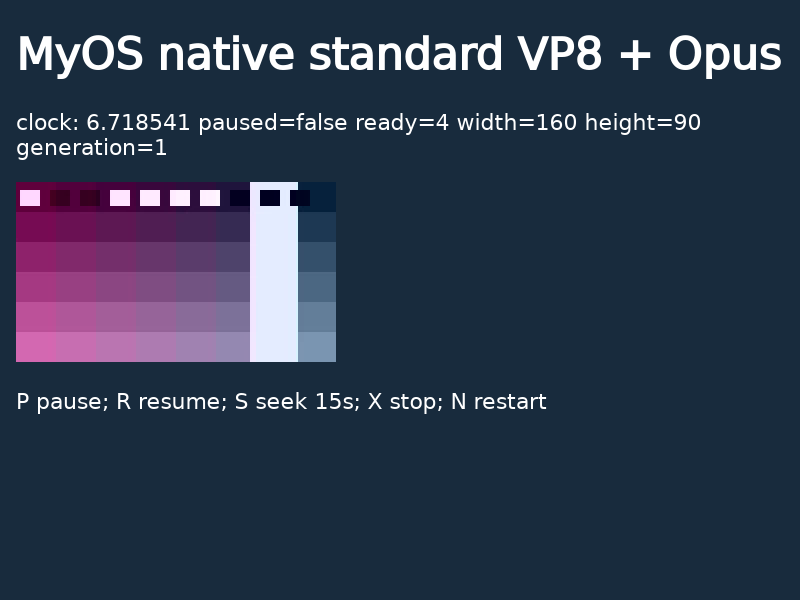 MyOS native standard VP8 + Opus
clock: 6.718541 paused=false ready=4 width=160 height=90
generation=1
P pause; R resume; S seek 15s; X stop; N restart